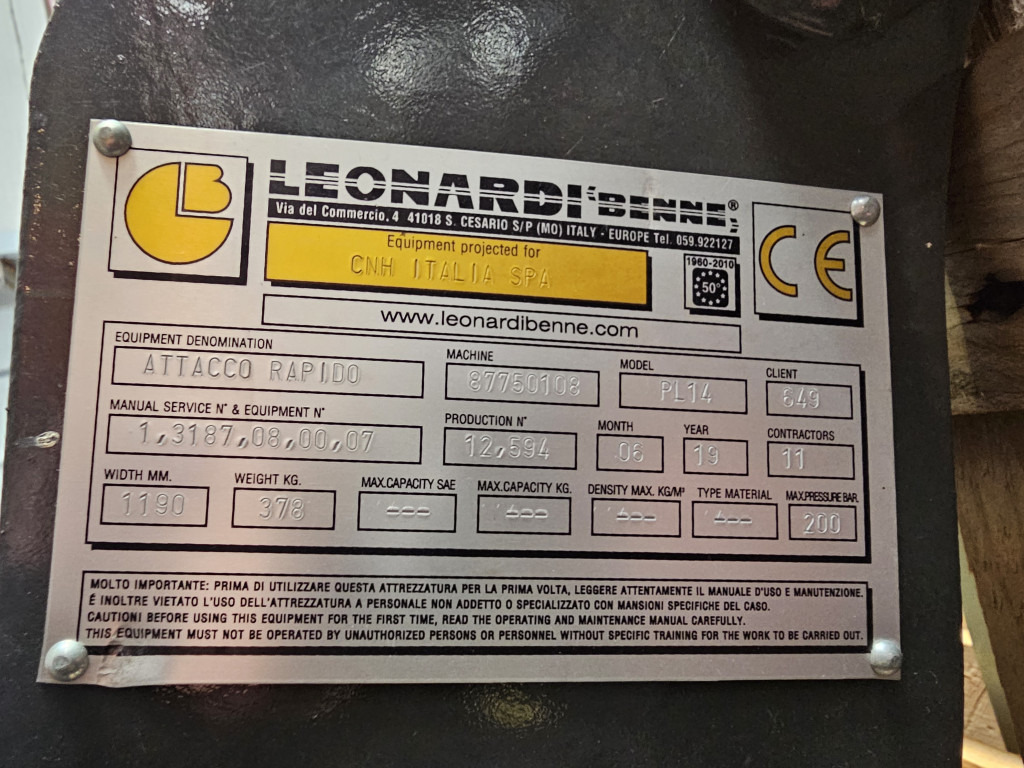 LB
LEONARDI BENNE®
Via del Commercio, 4 41018 S. CESARIO S/P (MO) ITALY - EUROPE Tel. 059.922127
Equipment projected for
CNH ITALIA SPA
1960-2010
50°
CE
www.leonardibenne.com
EQUIPMENT DENOMINATION
ATTACCO RAPIDO
MACHINE
87750108
MODEL
PL14
CLIENT
649
MANUAL SERVICE N° & EQUIPMENT N°
1,3187,08,00,07
PRODUCTION N°
12,594
MONTH
06
YEAR
19
CONTRACTORS
11
WIDTH MM.
1190
WEIGHT KG.
378
MAX.CAPACITY SAE
---
MAX.CAPACITY KG.
DENSITY MAX. KG/M³
TYPE MATERIAL
MAX.PRESSURE BAR.
200
MOLTO IMPORTANTE: PRIMA DI UTILIZZARE QUESTA ATTREZZATURA PER LA PRIMA VOLTA, LEGGERE ATTENTAMENTE IL MANUALE D'USO E MANUTENZIONE.
É INOLTRE VIETATO L'USO DELL'ATTREZZATURA A PERSONALE NON ADDETTO O SPECIALIZZATO CON MANSIONI SPECIFICHE DEL CASO.
CAUTION! BEFORE USING THIS EQUIPMENT FOR THE FIRST TIME, READ THE OPERATING AND MAINTENANCE MANUAL CAREFULLY.
THIS EQUIPMENT MUST NOT BE OPERATED BY UNAUTHORIZED PERSONS OR PERSONNEL WITHOUT SPECIFIC TRAINING FOR THE WORK TO BE CARRIED OUT.